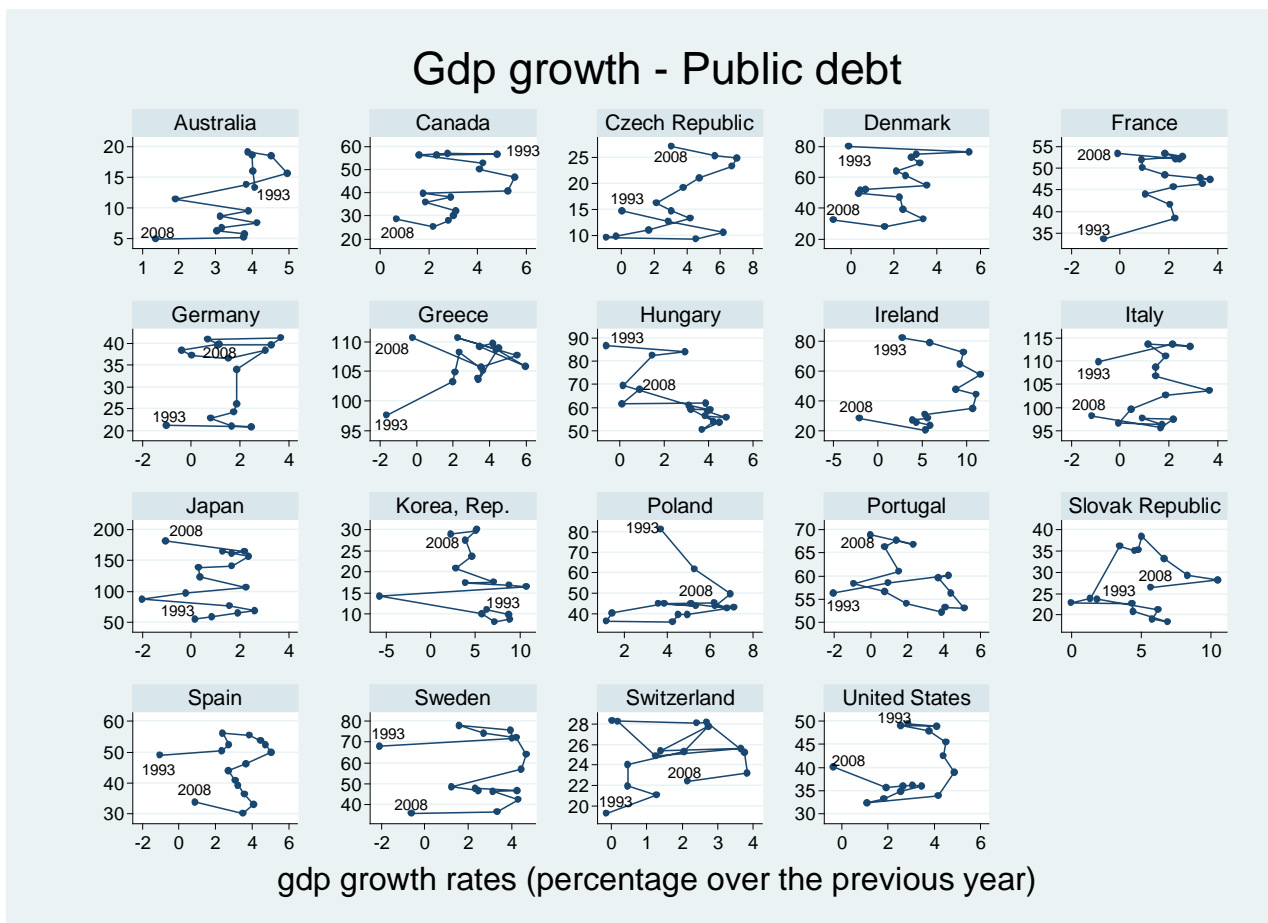 Gdp growth - Public debt
Australia Canada Czech Republic Denmark France
20 15 10 5 1993 2008 1 2 3 4 5
60 50 40 30 20 1993 2008 0 2 4 6
25 20 15 10 2008 1993 0 2 4 6 8
80 60 40 20 1993 2008 0 2 4 6
55 50 45 40 35 2008 1993 -2 0 2 4
Germany Greece Hungary Ireland Italy
40 35 30 25 20 2008 1993 -2 0 2 4
110 105 100 95 2008 1993 -2 0 2 4 6
90 80 70 60 50 1993 2008 0 2 4 6
80 60 40 20 1993 2008 -5 0 5 10
115 110 105 100 95 1993 2008 -2 0 2 4
Japan Korea, Rep. Poland Portugal Slovak Republic
200 150 100 50 2008 1993 -2 0 2 4
30 25 20 15 10 2008 1993 -5 0 5 10
80 70 60 50 40 1993 2008 2 4 6 8
70 65 60 55 50 2008 1993 -2 0 2 4 6
40 35 30 25 20 1993 2008 0 5 10
Spain Sweden Switzerland United States
60 50 40 30 1993 2008 -2 0 2 4 6
80 70 60 50 40 1993 2008 -2 0 2 4
28 26 24 22 20 2008 1993 0 1 2 3 4
50 45 40 35 30 1993 2008 0 2 4 6
gdp growth rates (percentage over the previous year)